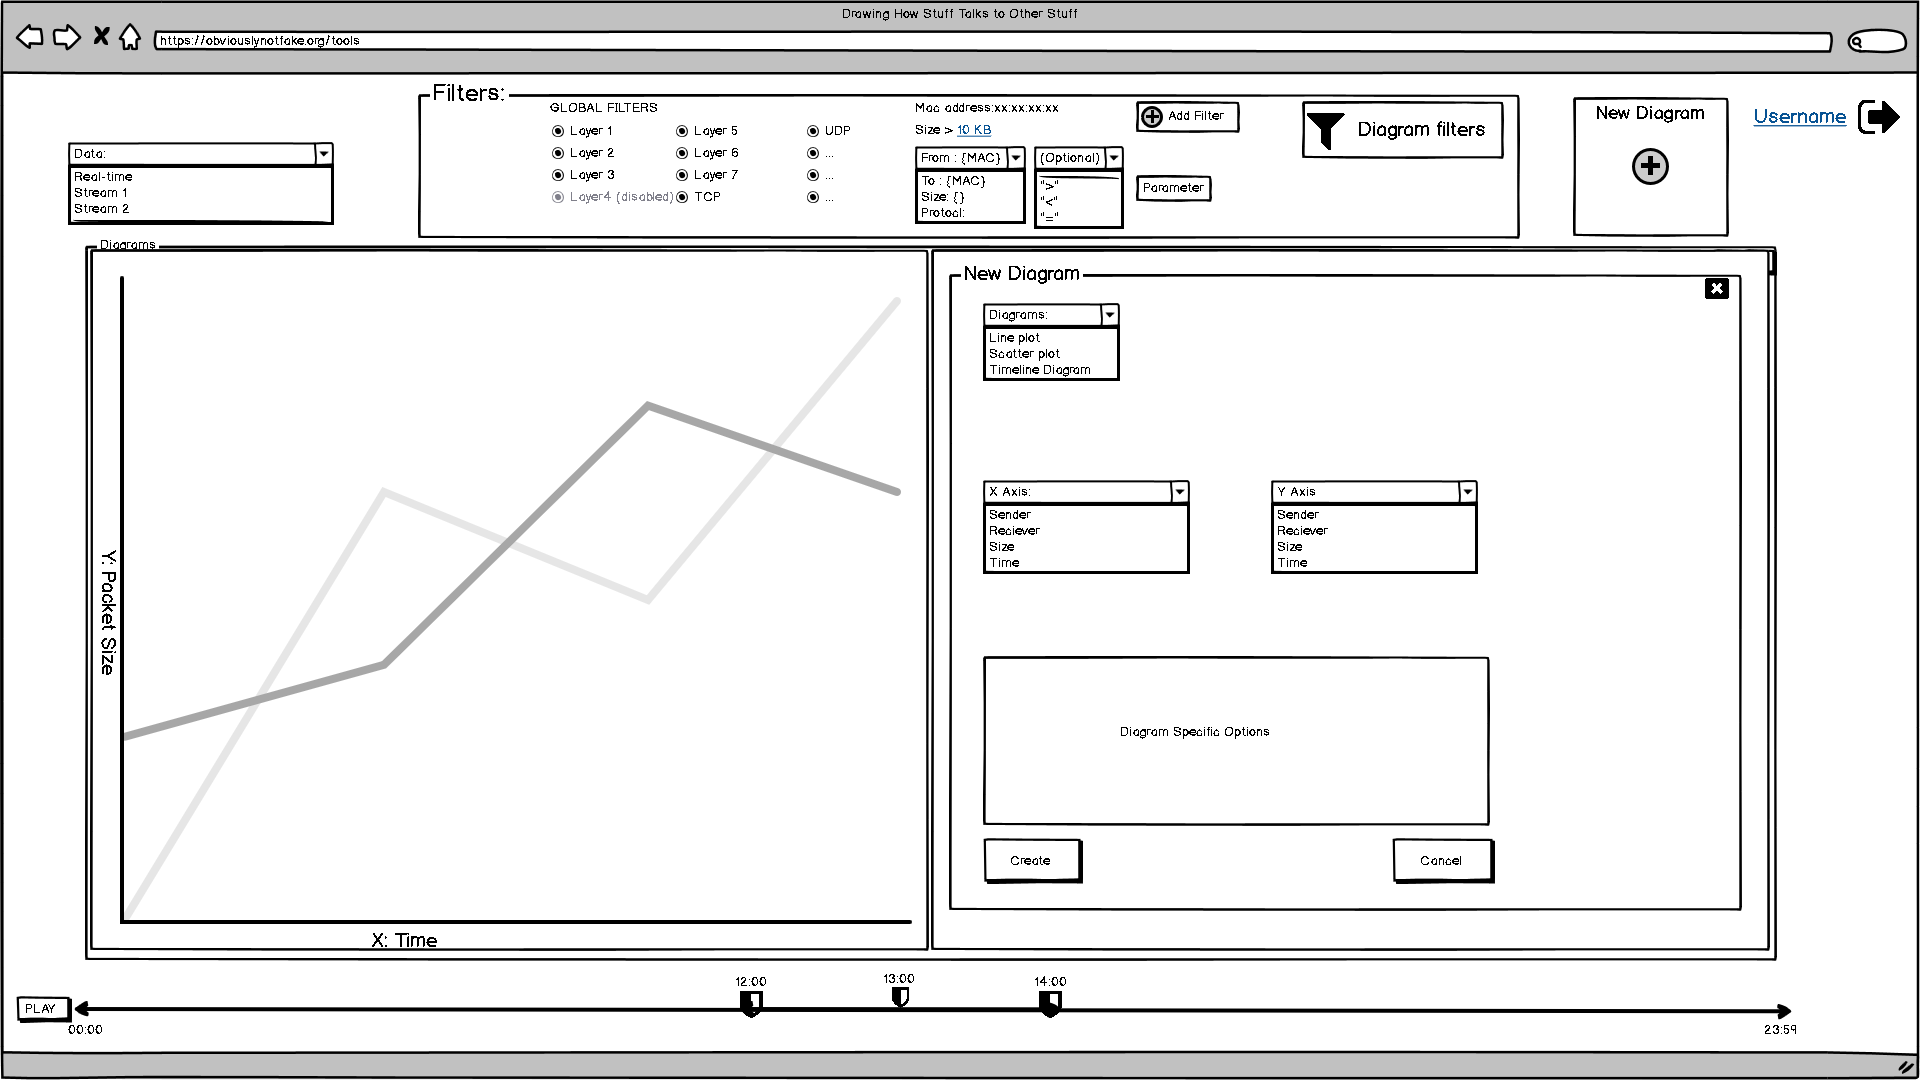 Drawing How Stuff Talks to Other Stuff
https://obviouslynotfake.org/tools
Filters:
GLOBAL FILTERS
Layer 1
Layer 2
Layer 3
Layer4 (disabled)
Layer 5
Layer 6
Layer 7
TCP
UDP
...
...
...
Mac address:xx:xx:xx:xx
Size > 10 KB
From : {MAC}
To : {MAC}
Size: {}
Protocl:
(Optional)
">"
"<"
"="
Add Filter
Parameter
Diagram filters
New Diagram
Username
Data:
Real-time
Stream 1
Stream 2
Diagrams
Y: Packet Size
X: Time
New Diagram
Diagrams:
Line plot
Scatter plot
Timeline Diagram
X Axis:
Sender
Reciever
Size
Time
Y Axis
Sender
Reciever
Size
Time
Diagram Specific Options
Create
Cancel
PLAY
00:00
12:00
13:00
14:00
23:59